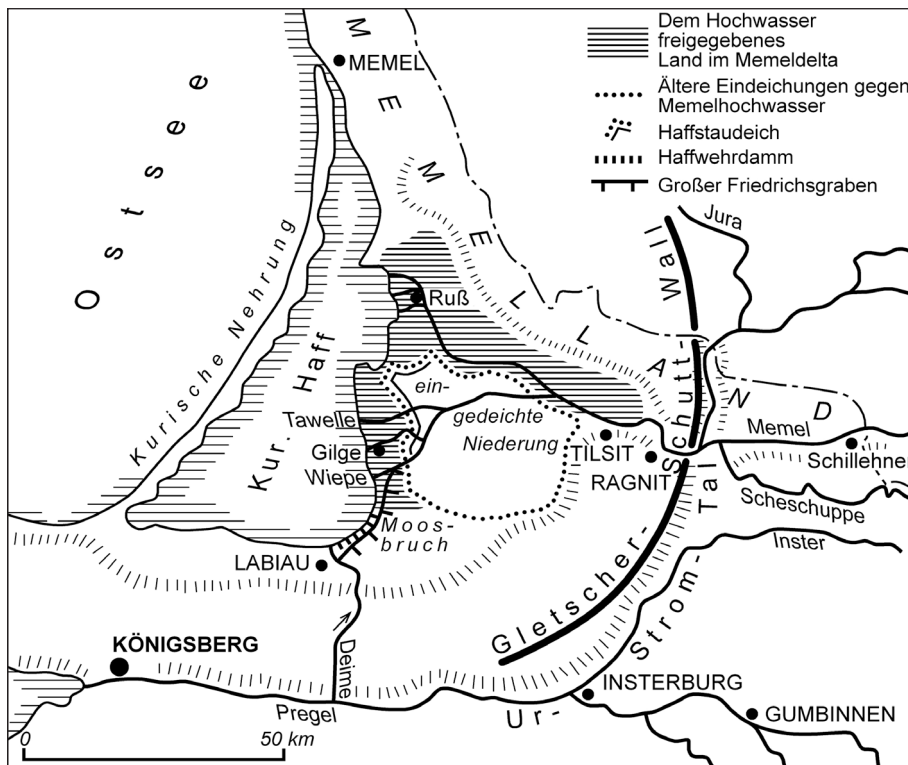 Dem Hochwasser
freigegebenes
Land im Memeldelta
Ältere Eindeichungen gegen
Memelhochwasser
Haffstaudeich
Haffwehrdamm
Großer Friedrichsgraben
MEMEL
MEMELLAND
Ostsee
Kurische Nehrung
Kur. Haff
Jura
Ruß
Schutt-Wall
ein-
gedeichte
Niederung
Tawelle
Gilge
Wiepe
TILSIT
RAGNIT
Memel
Schillehnen
Scheschuppe
Inster
Moos-
bruch
LABIAU
Gletscher-
Ur-Strom-Tal
KÖNIGSBERG
Deime
Pregel
INSTERBURG
GUMBINNEN
0 50 km